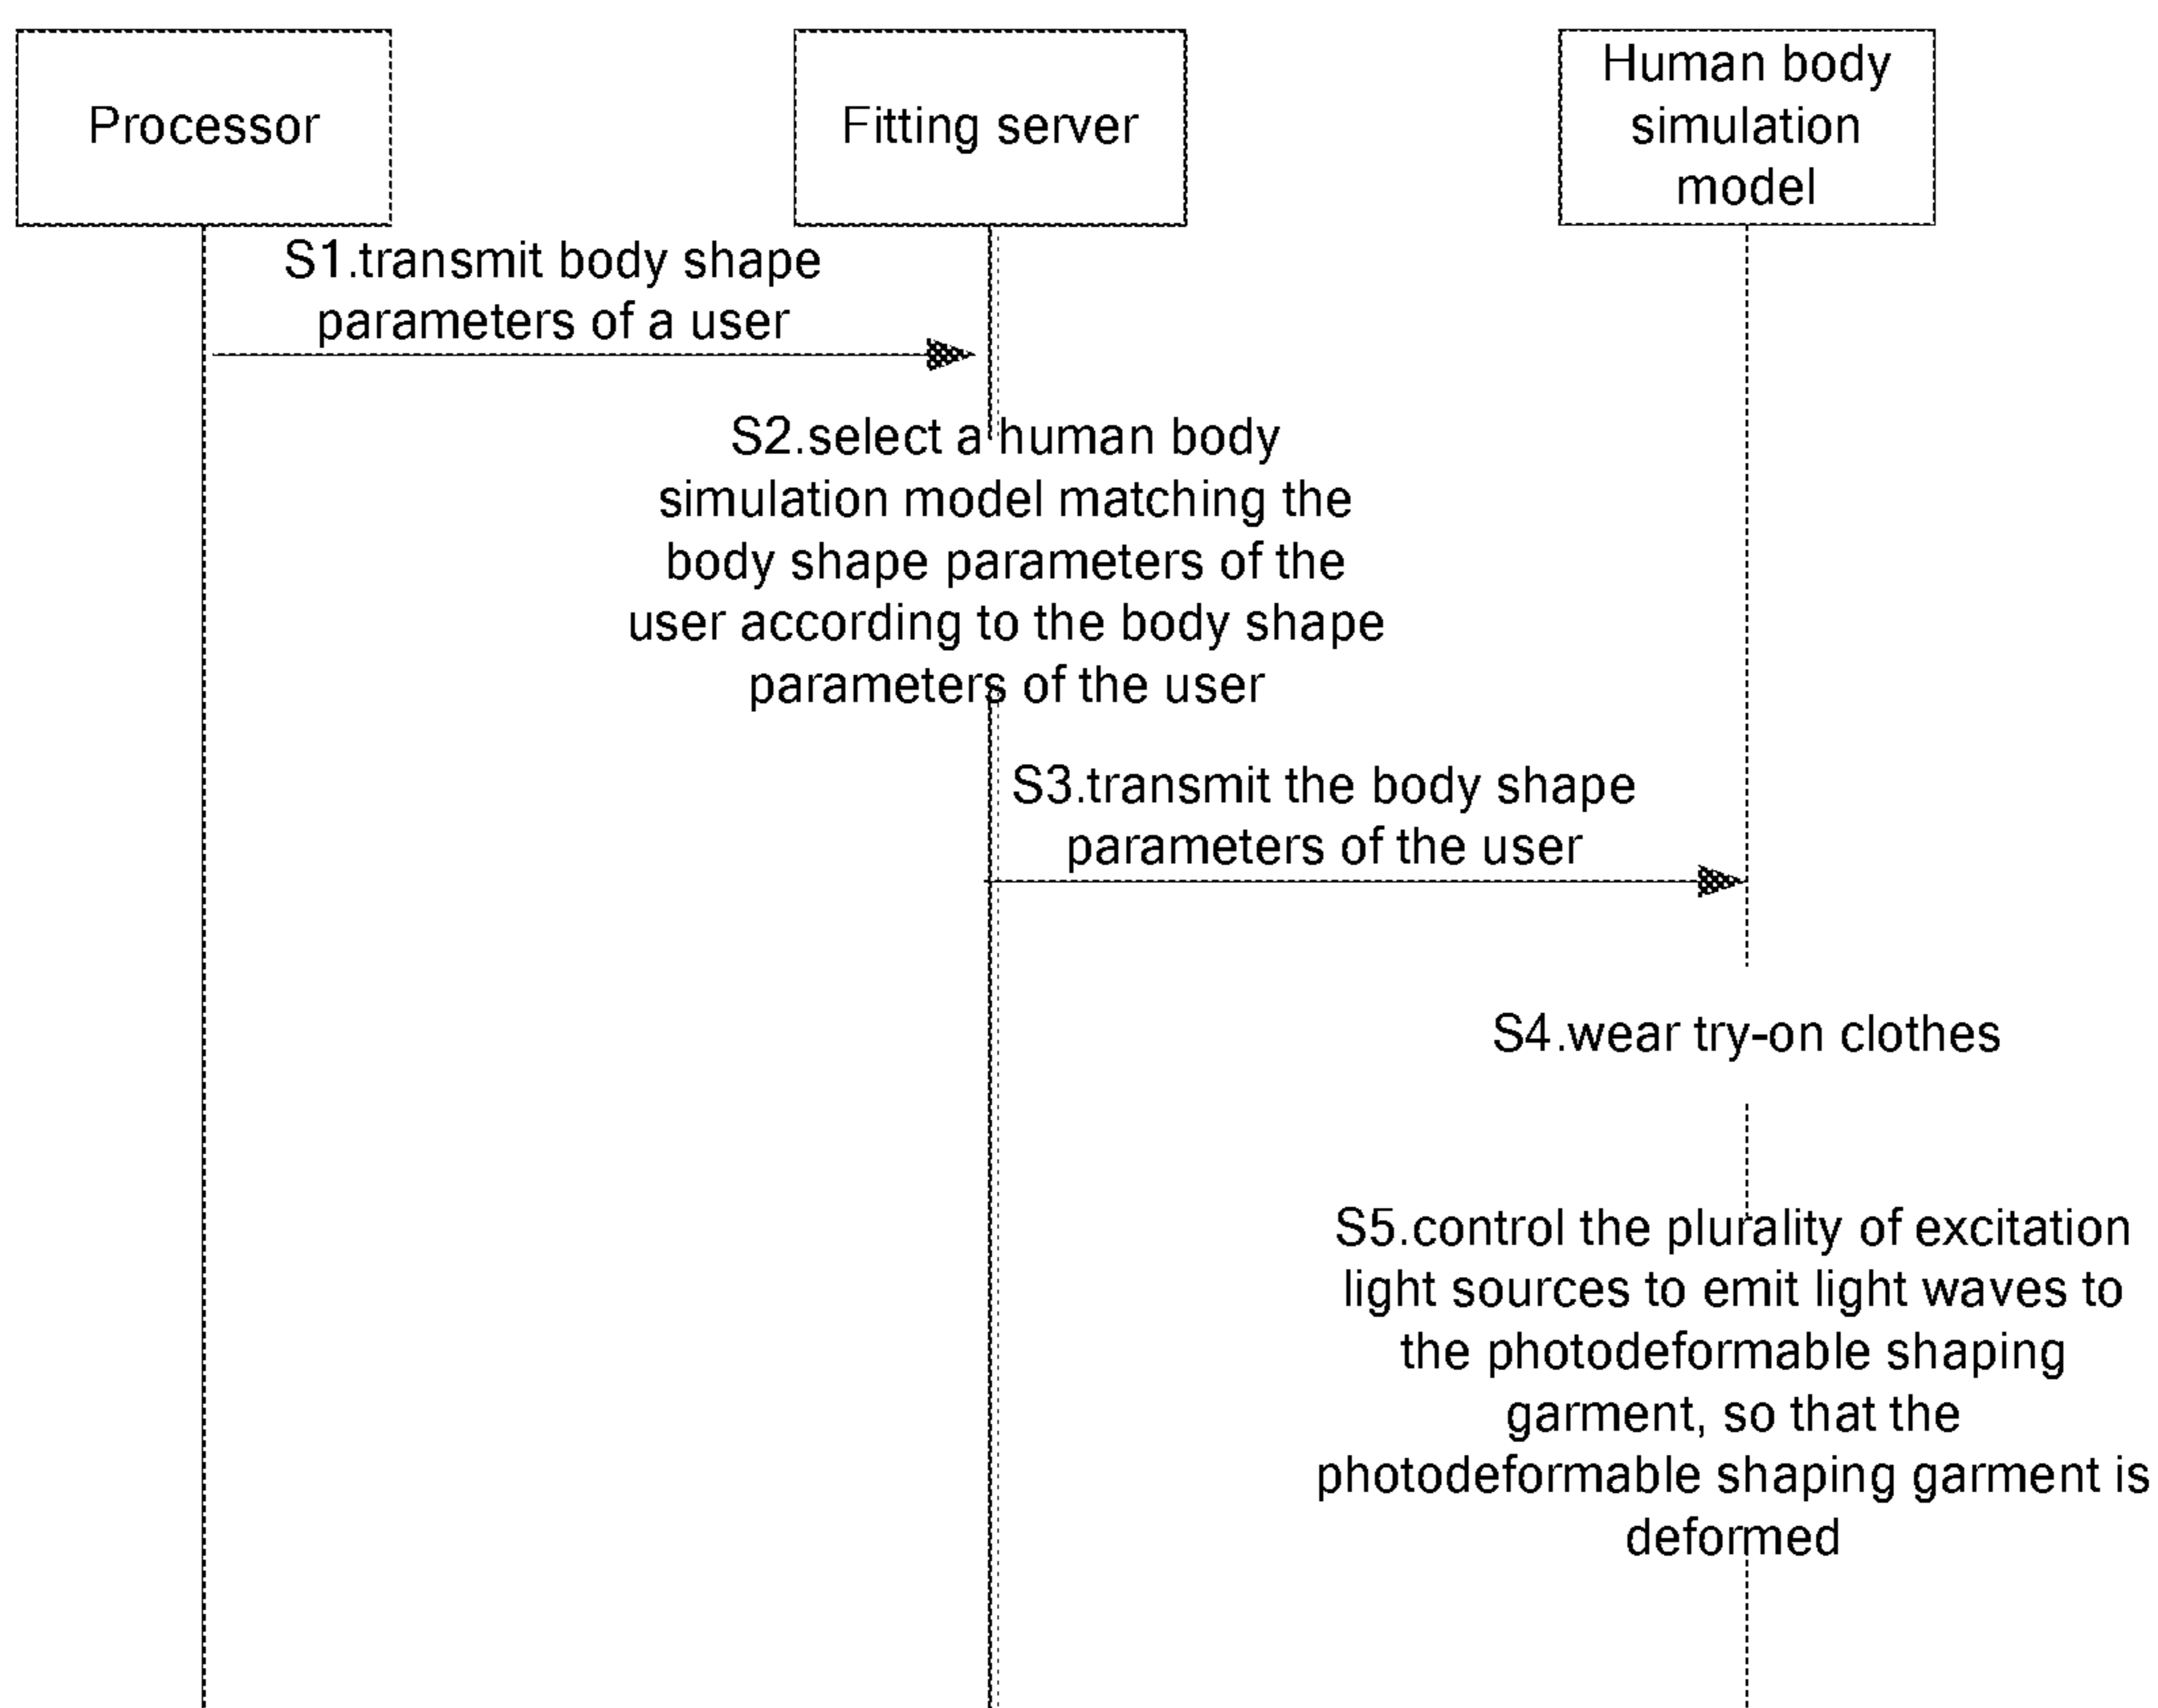 Processor
Fitting server
Human body
simulation
model
S1.transmit body shape
parameters of a user
S2.select a human body
simulation model matching the
body shape parameters of the
user according to the body shape
parameters of the user
S3.transmit the body shape
parameters of the user
S4.wear try-on clothes
S5.control the plurality of excitation
light sources to emit light waves to
the photodeformable shaping
garment, so that the
photodeformable shaping garment is
deformed